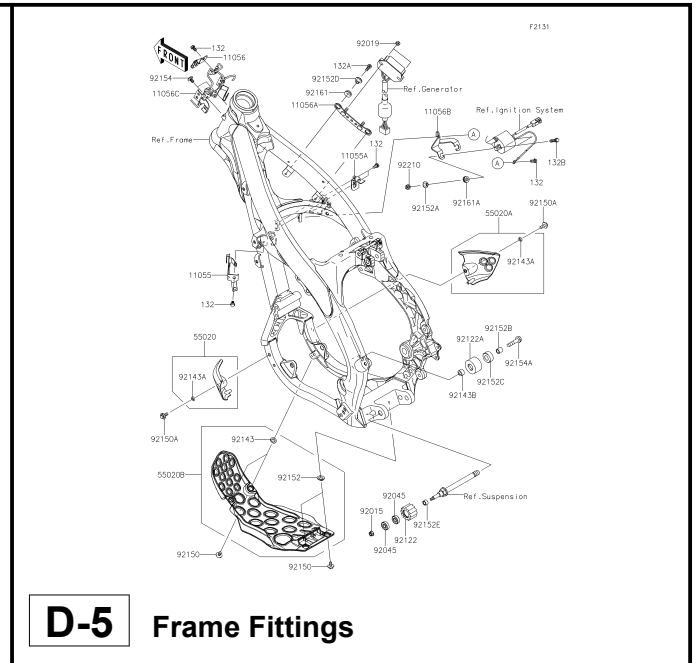 F2131
FRONT
132
11056
92154
11056C
92019
132A
92152D
92161
11056A
Ref.Generator
11056B
Ref.Ignition System
Ref.Frame
132
11055A
A
A
132B
132
92210
92152A
92161A
55020A
92150A
92143A
11055
132
55020
92143A
92150A
92152B
92122A
92154A
92152C
92143B
92143
92152
55020B
92045
92015
Ref.Suspension
92152E
92122
92045
92150
92150
D-5 Frame Fittings